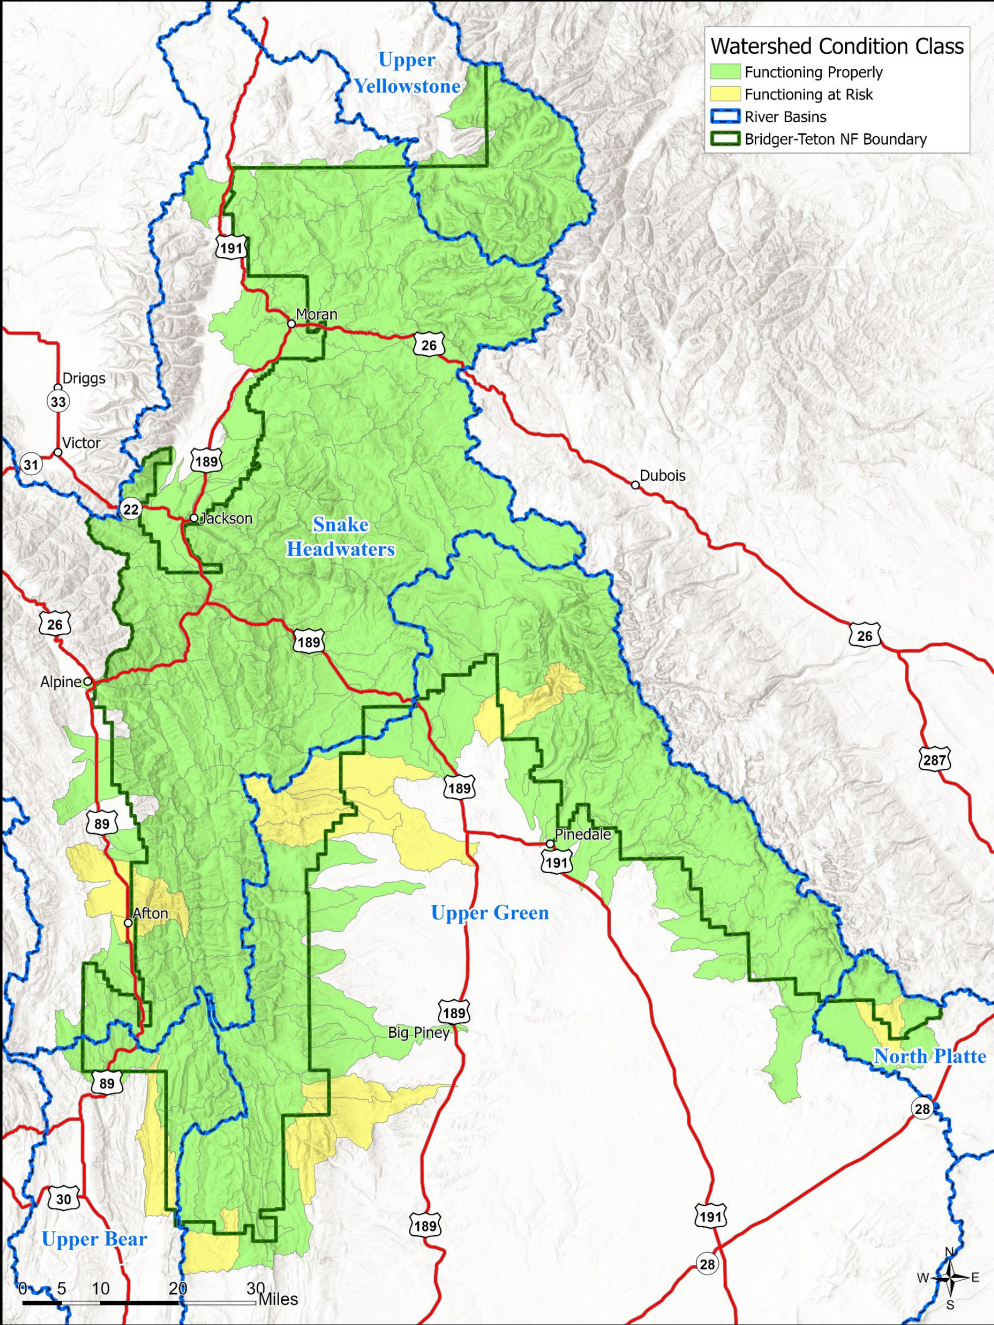 Upper
Yellowstone
Watershed Condition Class
Functioning Properly
Functioning at Risk
River Basins
Bridger-Teton NF Boundary
191
Moran
26
Driggs
33
Victor
31
189
Dubois
22
Jackson
Snake
Headwaters
26
189
26
Alpine
287
189
89
Pinedale
191
Afton
Upper Green
189
Big Piney
North Platte
89
28
30
189
191
Upper Bear
28
N
W
E
S
0 5 10 20 30
Miles